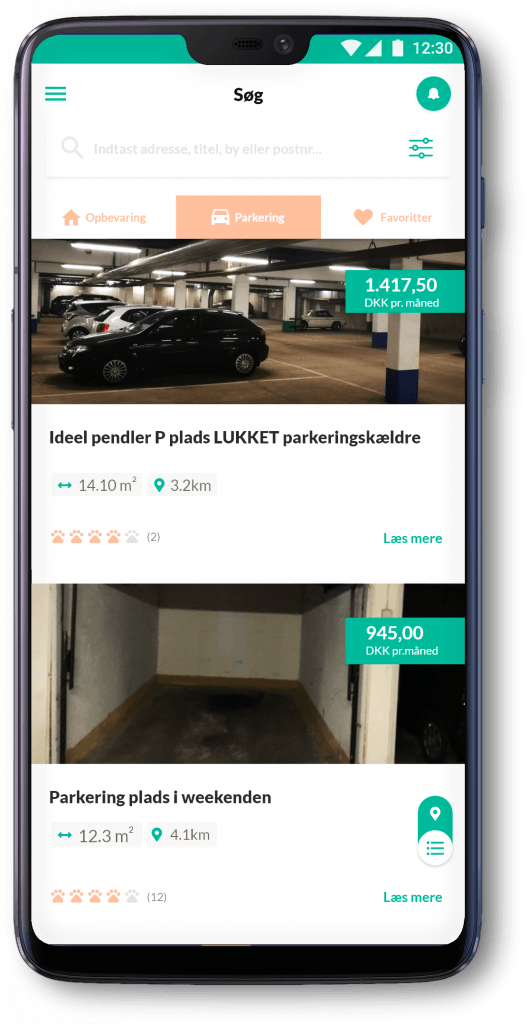 12:30
Søg
Indtast adresse, titel, by eller postnr...
Opbevaring
Parkering
Favoritter
1.417,50
DKK pr. måned
Ideel pendler P plads LUKKET parkeringskældre
14.10 m²
3.2km
(2)
Læs mere
945,00
DKK pr.måned
Parkering plads i weekenden
12.3 m²
4.1km
(12)
Læs mere